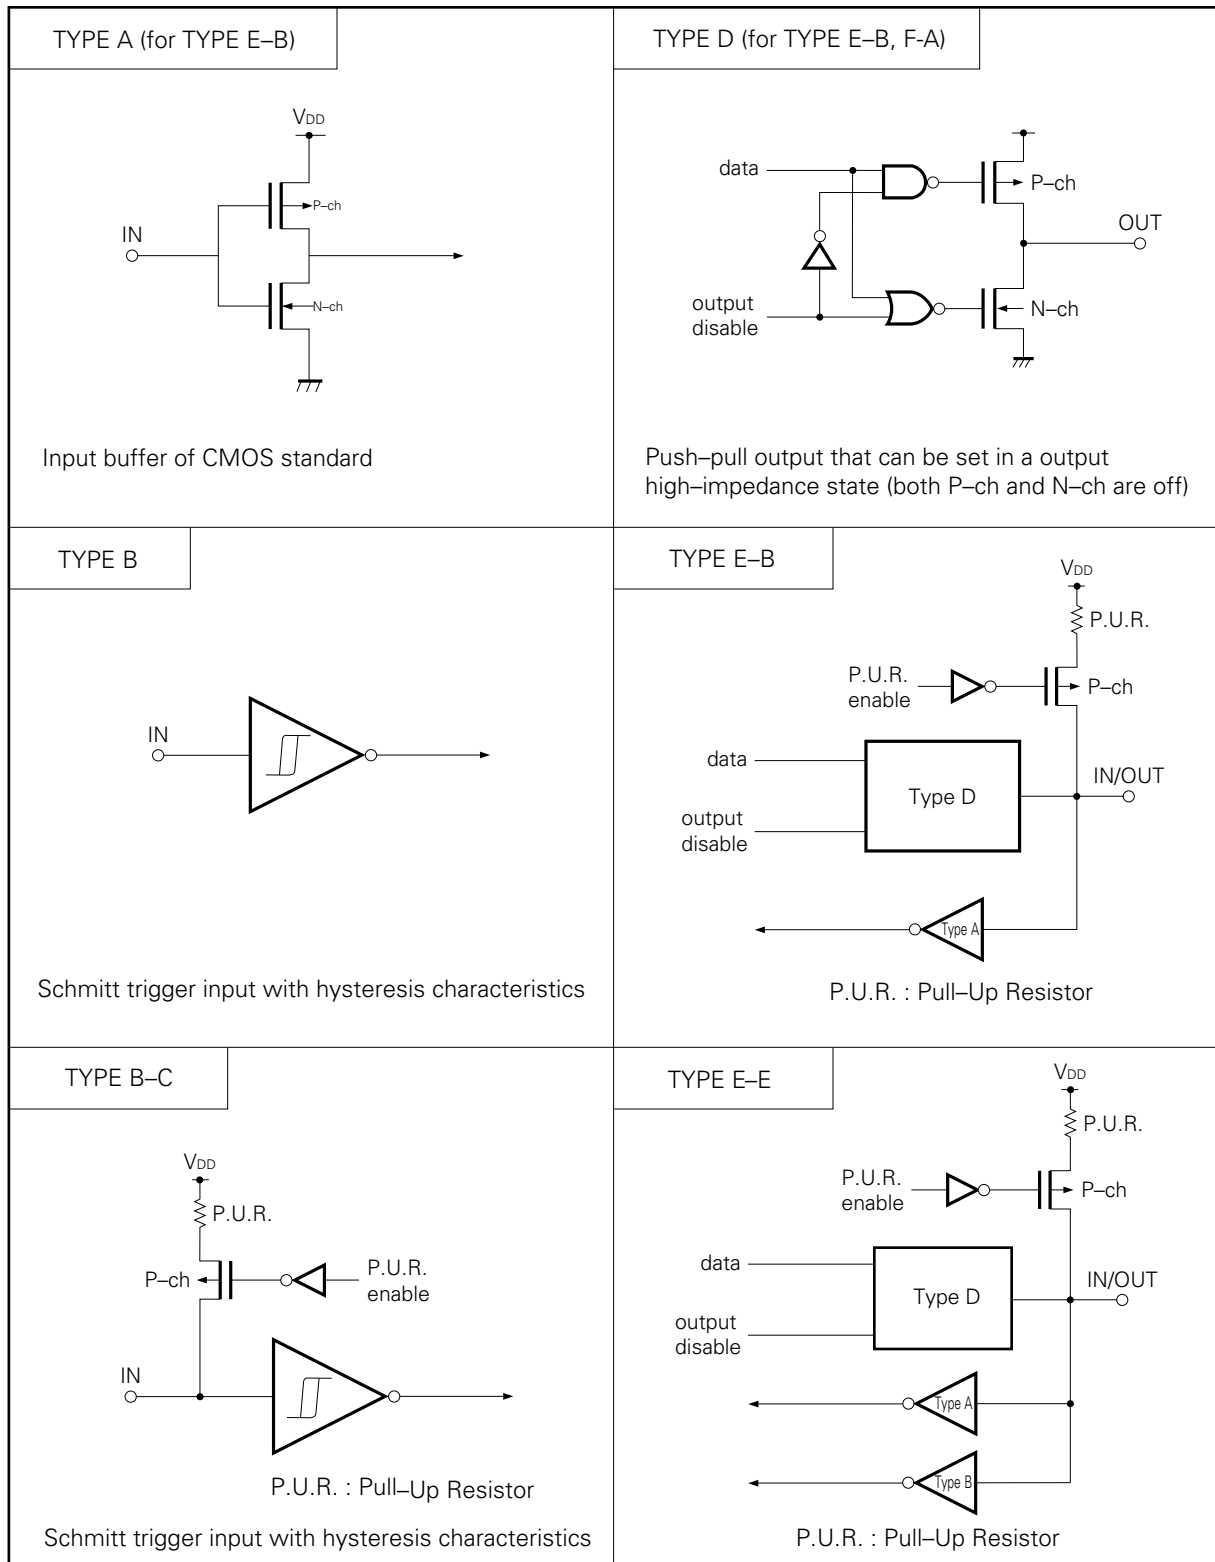 TYPE A (for TYPE E–B)
VDD
P–ch
IN
N–ch
Input buffer of CMOS standard
TYPE D (for TYPE E–B, F-A)
data
P–ch
OUT
output
disable
N–ch
Push–pull output that can be set in a output
high–impedance state (both P–ch and N–ch are off)
TYPE B
IN
Schmitt trigger input with hysteresis characteristics
TYPE E–B
VDD
P.U.R.
P.U.R.
enable
P–ch
data
Type D
IN/OUT
output
disable
Type A
P.U.R. : Pull–Up Resistor
TYPE B–C
VDD
P.U.R.
P–ch
P.U.R.
enable
IN
P.U.R. : Pull–Up Resistor
Schmitt trigger input with hysteresis characteristics
TYPE E–E
VDD
P.U.R.
P.U.R.
enable
P–ch
data
Type D
IN/OUT
output
disable
Type A
Type B
P.U.R. : Pull–Up Resistor